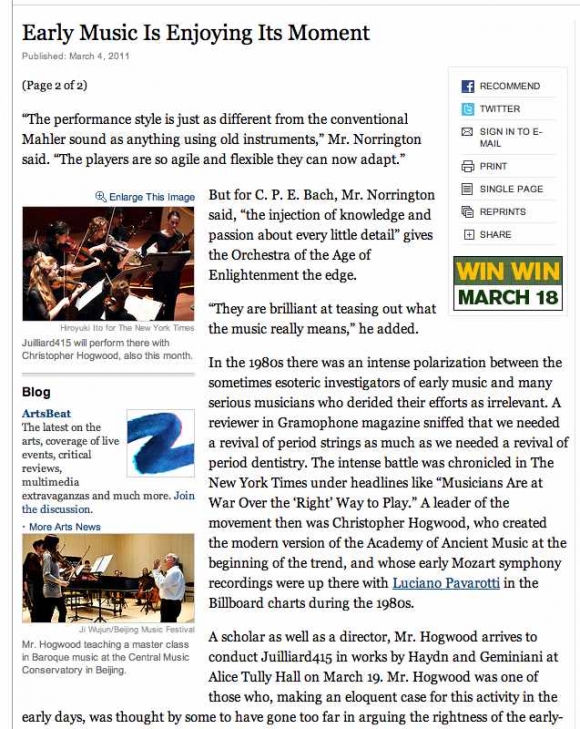 Early Music Is Enjoying Its Moment
Published: March 4, 2011
(Page 2 of 2)
“The performance style is just as different from the conventional
Mahler sound as anything using old instruments,” Mr. Norrington
said. “The players are so agile and flexible they can now adapt.”
RECOMMEND
TWITTER
SIGN IN TO E-
MAIL
PRINT
SINGLE PAGE
REPRINTS
SHARE
WIN WIN
MARCH 18
Enlarge This Image
Hiroyuki Ito for The New York Times
Juilliard415 will perform there with
Christopher Hogwood, also this month.
Blog
ArtsBeat
The latest on the
arts, coverage of live
events, critical
reviews,
multimedia
extravaganzas and much more. Join
the discussion.
· More Arts News
Ji Wujun/Beijing Music Festival
Mr. Hogwood teaching a master class
in Baroque music at the Central Music
Conservatory in Beijing.
But for C. P. E. Bach, Mr. Norrington
said, “the injection of knowledge and
passion about every little detail” gives
the Orchestra of the Age of
Enlightenment the edge.
“They are brilliant at teasing out what
the music really means,” he added.
In the 1980s there was an intense polarization between the
sometimes esoteric investigators of early music and many
serious musicians who derided their efforts as irrelevant. A
reviewer in Gramophone magazine sniffed that we needed
a revival of period strings as much as we needed a revival of
period dentistry. The intense battle was chronicled in The
New York Times under headlines like “Musicians Are at
War Over the ‘Right’ Way to Play.” A leader of the
movement then was Christopher Hogwood, who created
the modern version of the Academy of Ancient Music at the
beginning of the trend, and whose early Mozart symphony
recordings were up there with Luciano Pavarotti in the
Billboard charts during the 1980s.
A scholar as well as a director, Mr. Hogwood arrives to
conduct Juilliard415 in works by Haydn and Geminiani at
Alice Tully Hall on March 19. Mr. Hogwood was one of
those who, making an eloquent case for this activity in the
early days, was thought by some to have gone too far in arguing the rightness of the early-